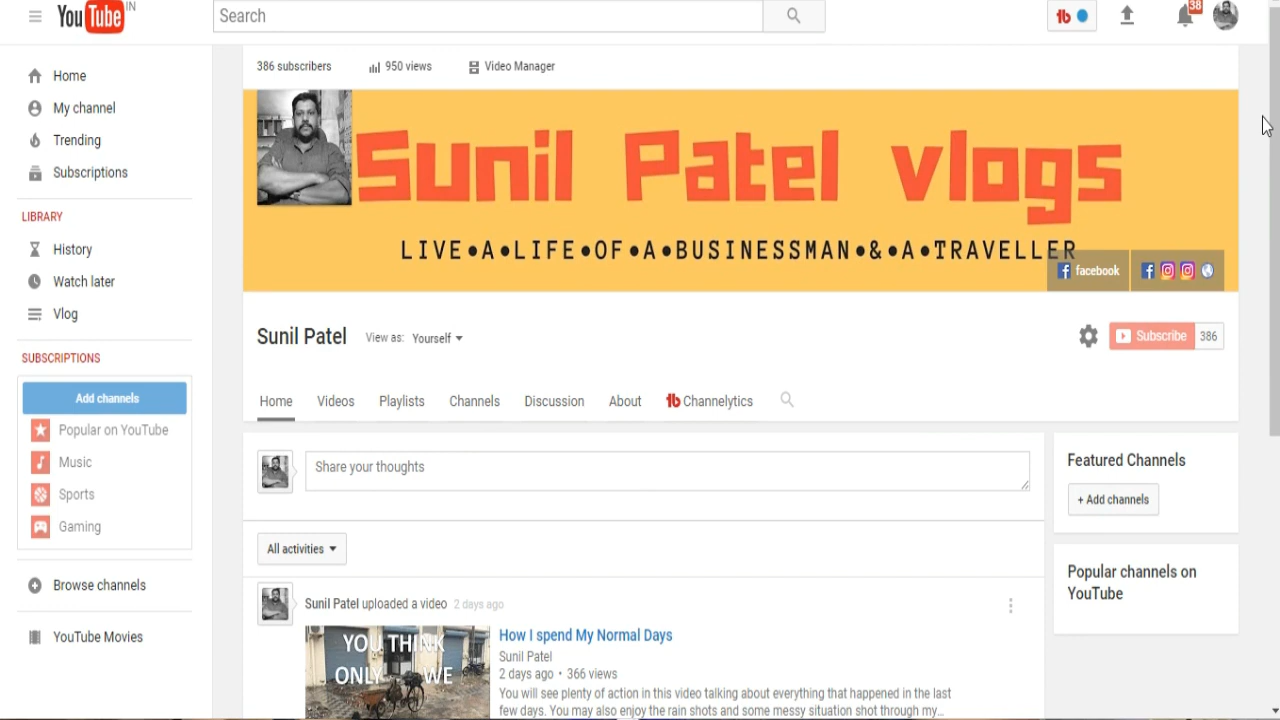 YouTube IN
Search
38
Home
My channel
Trending
Subscriptions
LIBRARY
History
Watch later
Vlog
SUBSCRIPTIONS
Add channels
Popular on YouTube
Music
Sports
Gaming
Browse channels
YouTube Movies
386 subscribers
950 views
Video Manager
Sunil Patel vlogs
LIVE•A•LIFE•OF•A•BUSINESSMAN•&•A•TRAVELLER
facebook
Sunil Patel
View as: Yourself
Subscribe 386
Home
Videos
Playlists
Channels
Discussion
About
Channelytics
Share your thoughts
All activities
Sunil Patel uploaded a video 2 days ago
YOU THINK
ONLY WE
How I spend My Normal Days
Sunil Patel
2 days ago • 366 views
You will see plenty of action in this video talking about everything that happened in the last
few days. You may also enjoy the rain shots and some messy situation shot through my…
Featured Channels
+ Add channels
Popular channels on
YouTube